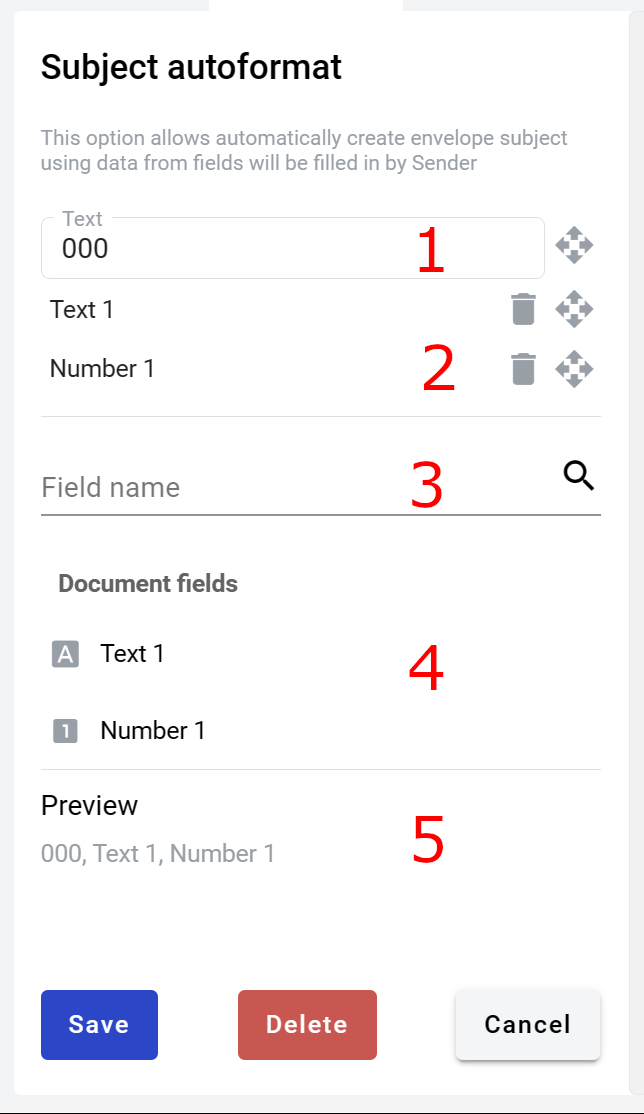 Subject autoformat
This option allows automatically create envelope subject
using data from fields will be filled in by Sender
Text
000
1
Text 1
Number 1
2
Field name
3
Document fields
A Text 1
4
1 Number 1
Preview
000, Text 1, Number 1
5
Save Delete Cancel